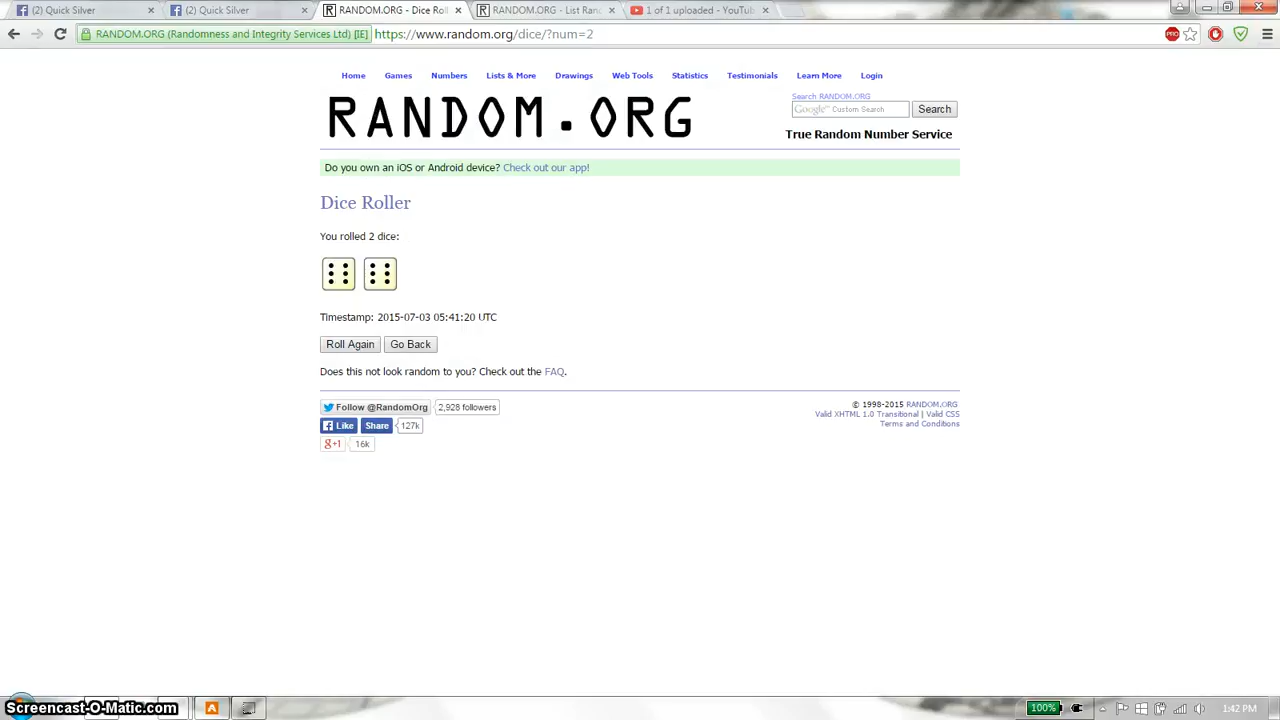 (2) Quick Silver
(2) Quick Silver
RANDOM.ORG - Dice Roll
RANDOM.ORG - List Rand
1 of 1 uploaded - YouTub
RANDOM.ORG (Randomness and Integrity Services Ltd) [IE]
https://www.random.org/dice/?num=2
PRO
Home Games Numbers Lists & More Drawings Web Tools Statistics Testimonials Learn More Login
RANDOM.ORG
Search RANDOM.ORG
Google™ Custom Search
Search
True Random Number Service
Do you own an iOS or Android device? Check out our app!
Dice Roller
You rolled 2 dice:
Timestamp: 2015-07-03 05:41:20 UTC
Roll Again Go Back
Does this not look random to you? Check out the FAQ.
Follow @RandomOrg 2,928 followers
Like Share 127k
g+1 16k
© 1998-2015 RANDOM.ORG
Valid XHTML 1.0 Transitional | Valid CSS
Terms and Conditions
Screencast-O-Matic.com
100%
1:42 PM